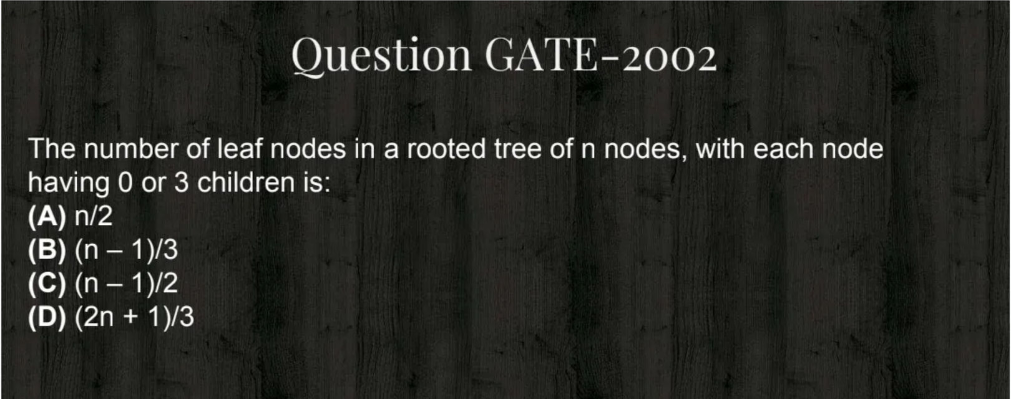 Question GATE-2002
The number of leaf nodes in a rooted tree of n nodes, with each node
having 0 or 3 children is:
(A) n/2
(B) (n – 1)/3
(C) (n – 1)/2
(D) (2n + 1)/3